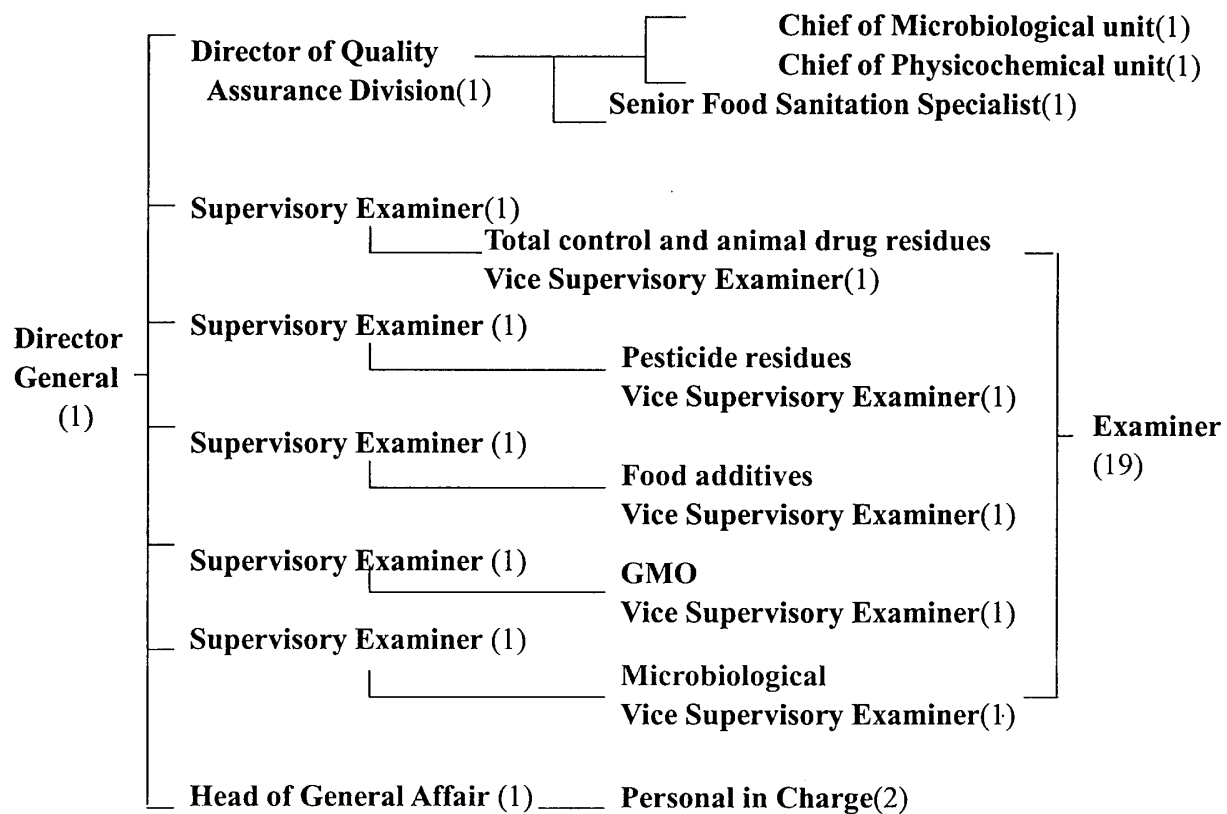 Director of Quality
Assurance Division(1)
Chief of Microbiological unit(1)
Chief of Physicochemical unit(1)
Senior Food Sanitation Specialist(1)
Supervisory Examiner(1)
Total control and animal drug residues
Vice Supervisory Examiner(1)
Director
General
(1)
Supervisory Examiner (1)
Pesticide residues
Vice Supervisory Examiner(1)
Supervisory Examiner (1)
Food additives
Vice Supervisory Examiner(1)
Supervisory Examiner (1)
GMO
Vice Supervisory Examiner(1)
Supervisory Examiner (1)
Microbiological
Vice Supervisory Examiner(1)
Examiner
(19)
Head of General Affair (1)
Personal in Charge(2)